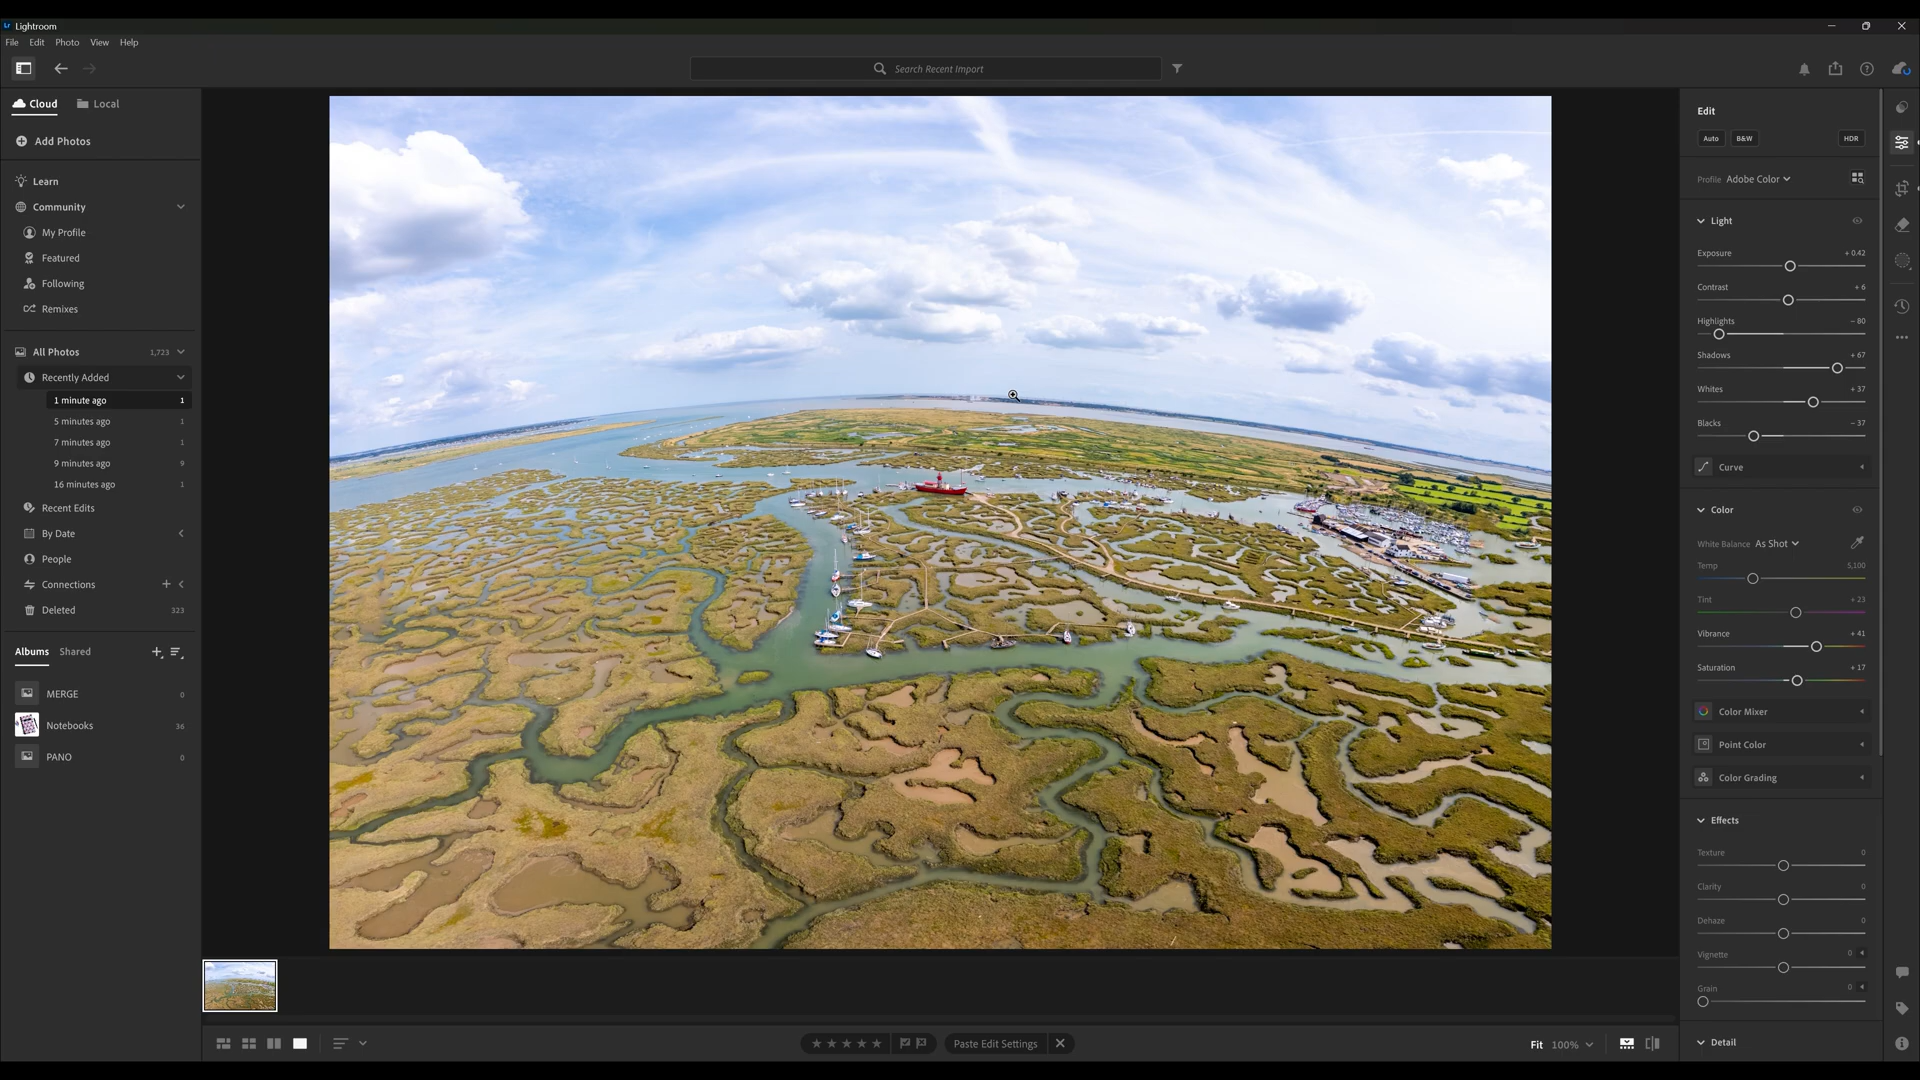 Lr Lightroom
File Edit Photo View Help
Search Recent Import
Cloud Local
Add Photos
Learn
Community
My Profile
Featured
Following
Remixes
All Photos 1,723
Recently Added
1 minute ago 1
5 minutes ago 1
7 minutes ago 1
9 minutes ago 9
16 minutes ago 1
Recent Edits
By Date
People
Connections
Deleted 323
Albums Shared
MERGE 0
Notebooks 36
PANO 0
Paste Edit Settings
Fit 100%
Edit
Auto B&W HDR
Profile Adobe Color
Light
Exposure + 0.42
Contrast + 6
Highlights – 80
Shadows + 67
Whites + 37
Blacks – 37
Curve
Color
White Balance As Shot
Temp 5,100
Tint + 23
Vibrance + 41
Saturation + 17
Color Mixer
Point Color
Color Grading
Effects
Texture 0
Clarity 0
Dehaze 0
Vignette 0
Grain 0
Detail